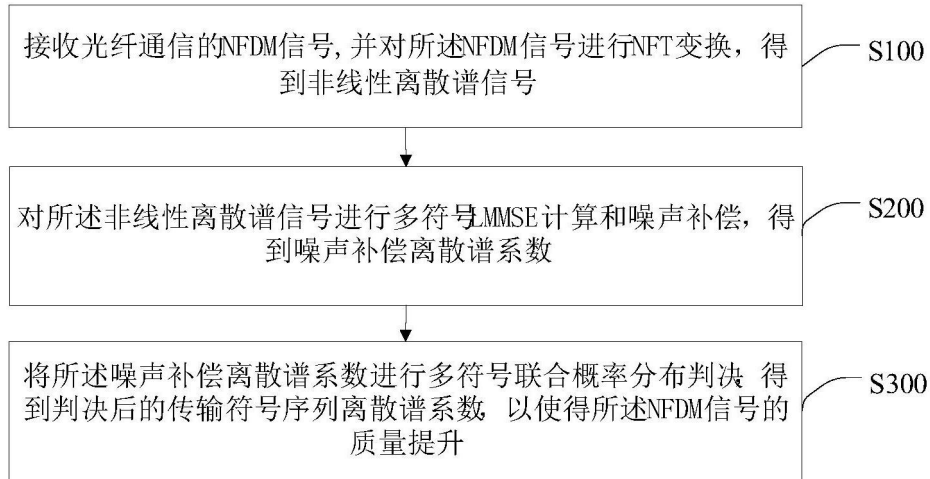 接收光纤通信的NFDM信号,并对所述NFDM信号进行NFT变换，得
到非线性离散谱信号
S100
对所述非线性离散谱信号进行多符号LMMSE计算和噪声补偿，得
到噪声补偿离散谱系数
S200
将所述噪声补偿离散谱系数进行多符号联合概率分布判决，得
到判决后的传输符号序列离散谱系数，以使得所述NFDM信号的
质量提升
S300